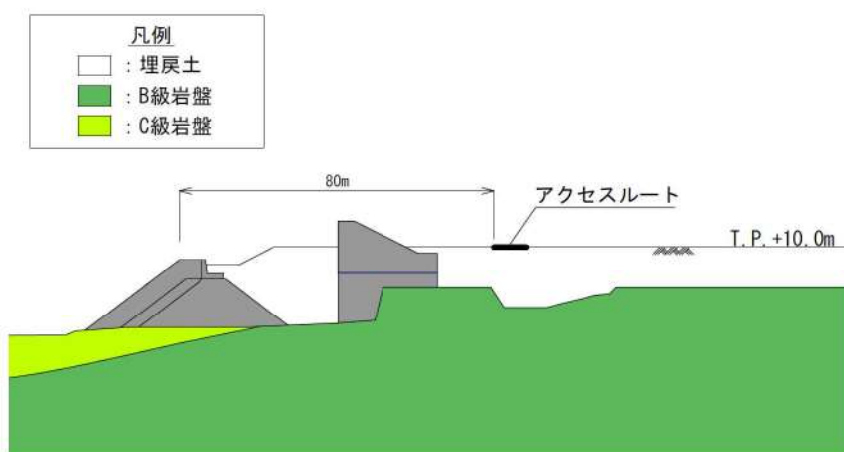 凡例
：埋戻土
：B級岩盤
：C級岩盤
80m
アクセスルート
T.P.+10.0m